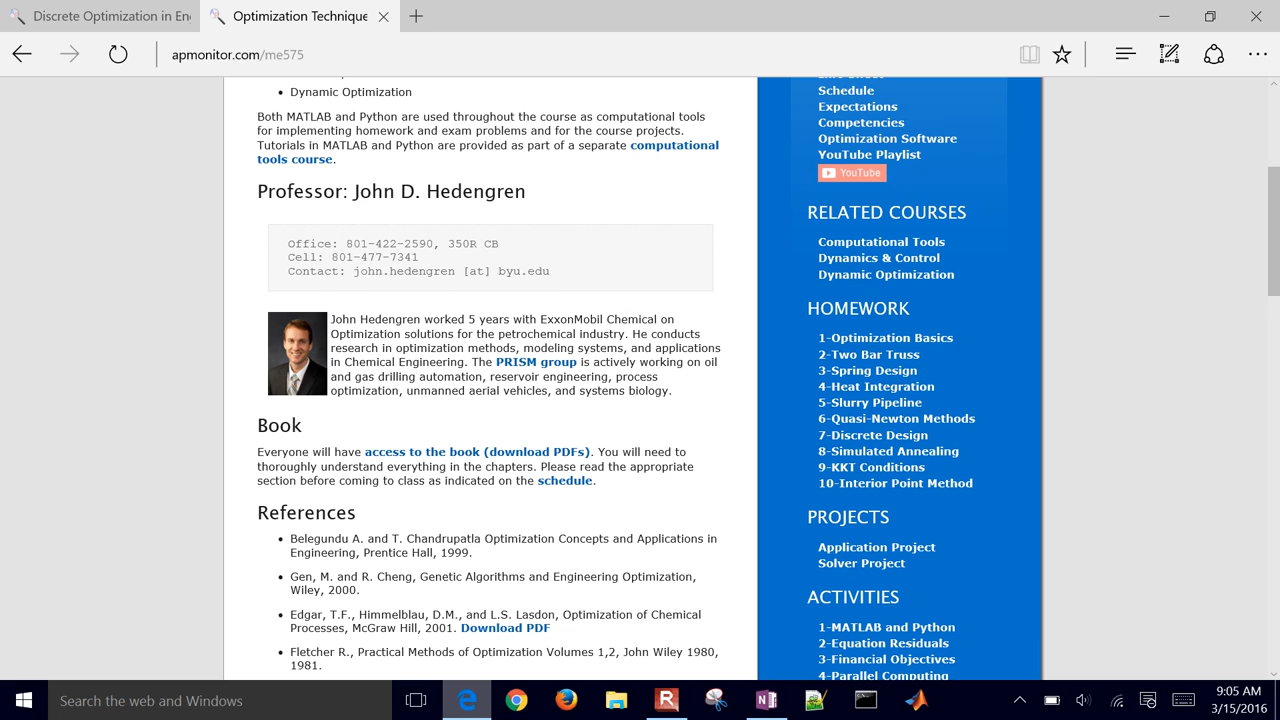 Discrete Optimization in En
Optimization Technique
apmonitor.com/me575
• Dynamic Optimization
Both MATLAB and Python are used throughout the course as computational tools
for implementing homework and exam problems and for the course projects.
Tutorials in MATLAB and Python are provided as part of a separate computational
tools course.
Professor: John D. Hedengren
Office: 801-422-2590, 350R CB
Cell: 801-477-7341
Contact: john.hedengren [at] byu.edu
John Hedengren worked 5 years with ExxonMobil Chemical on
Optimization solutions for the petrochemical industry. He conducts
research in optimization methods, modeling systems, and applications
in Chemical Engineering. The PRISM group is actively working on oil
and gas drilling automation, reservoir engineering, process
optimization, unmanned aerial vehicles, and systems biology.
Book
Everyone will have access to the book (download PDFs). You will need to
thoroughly understand everything in the chapters. Please read the appropriate
section before coming to class as indicated on the schedule.
References
• Belegundu A. and T. Chandrupatla Optimization Concepts and Applications in
Engineering, Prentice Hall, 1999.
• Gen, M. and R. Cheng, Genetic Algorithms and Engineering Optimization,
Wiley, 2000.
• Edgar, T.F., Himmelblau, D.M., and L.S. Lasdon, Optimization of Chemical
Processes, McGraw Hill, 2001. Download PDF
• Fletcher R., Practical Methods of Optimization Volumes 1,2, John Wiley 1980,
1981.
Schedule
Expectations
Competencies
Optimization Software
YouTube Playlist
YouTube
RELATED COURSES
Computational Tools
Dynamics & Control
Dynamic Optimization
HOMEWORK
1-Optimization Basics
2-Two Bar Truss
3-Spring Design
4-Heat Integration
5-Slurry Pipeline
6-Quasi-Newton Methods
7-Discrete Design
8-Simulated Annealing
9-KKT Conditions
10-Interior Point Method
PROJECTS
Application Project
Solver Project
ACTIVITIES
1-MATLAB and Python
2-Equation Residuals
3-Financial Objectives
4-Parallel Computing
Search the web and Windows
9:05 AM
3/15/2016